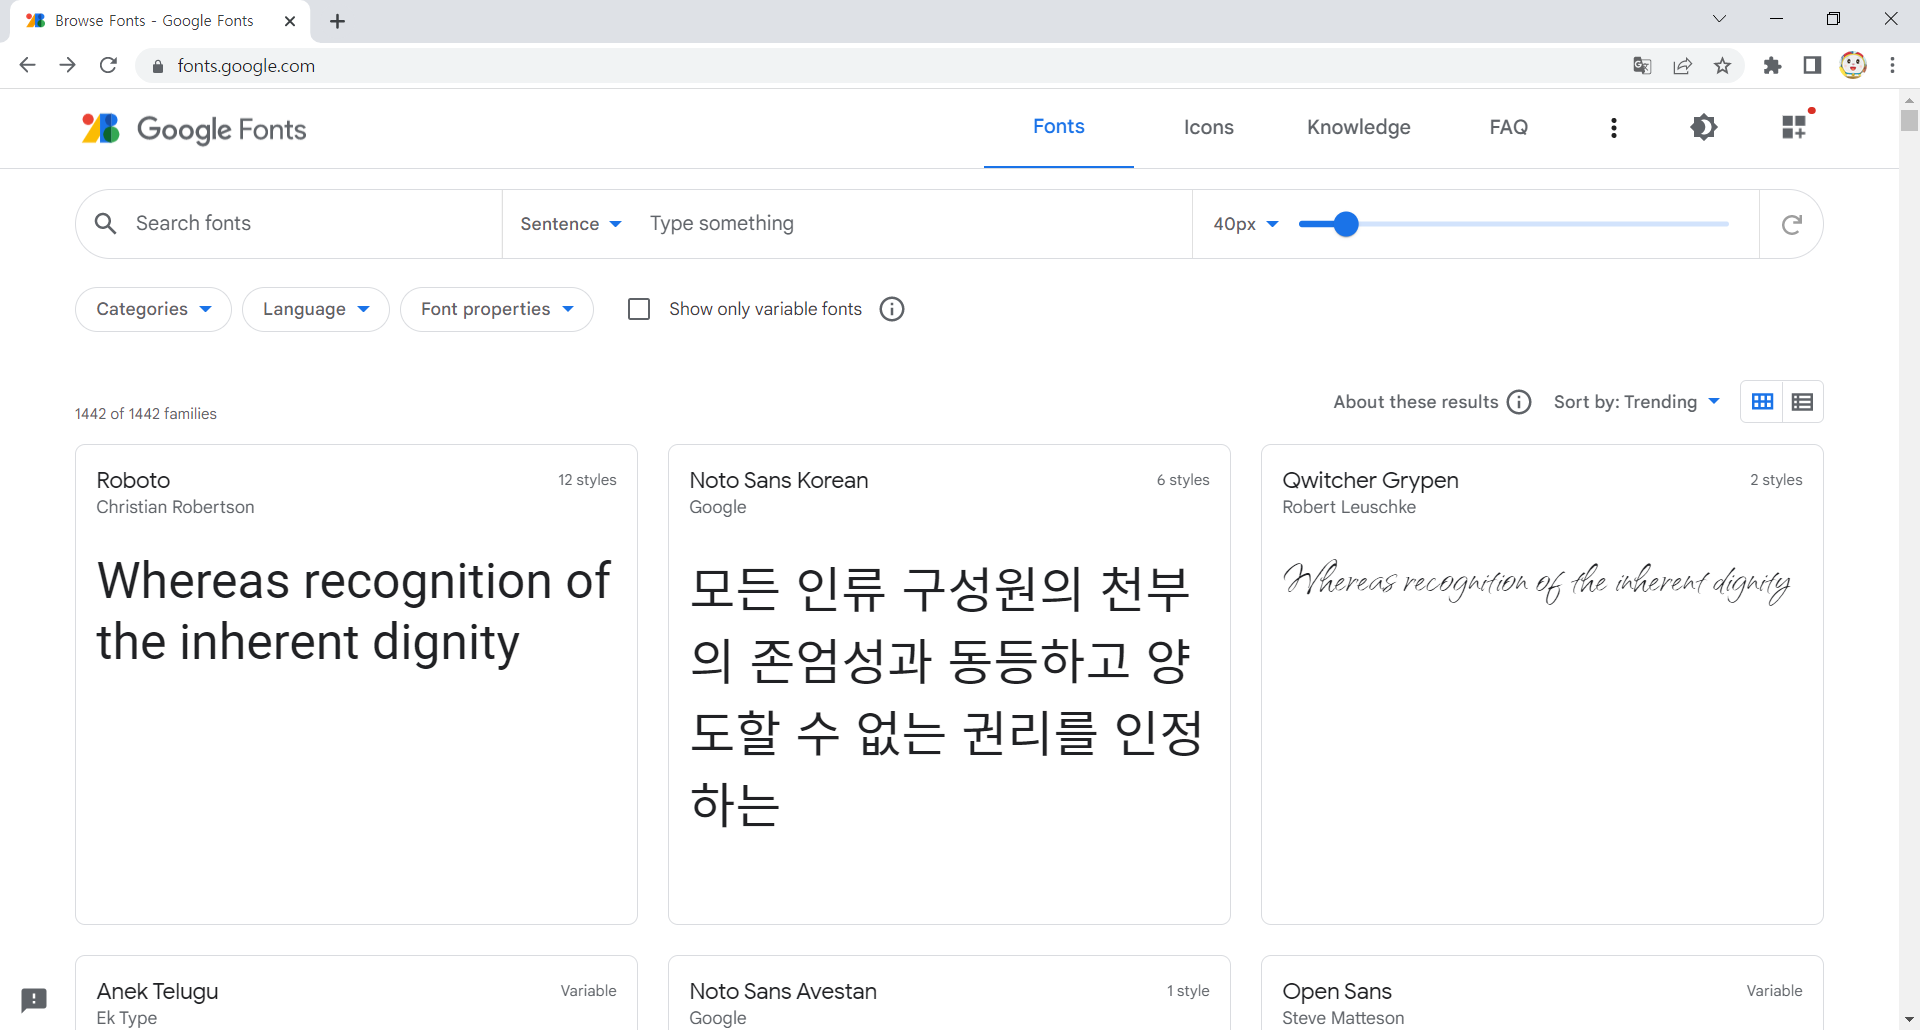 Browse Fonts - Google Fonts
fonts.google.com
Google Fonts
Fonts
Icons
Knowledge
FAQ
Search fonts
Sentence
Type something
40px
Categories
Language
Font properties
Show only variable fonts
1442 of 1442 families
About these results
Sort by: Trending
Roboto
12 styles
Christian Robertson
Whereas recognition of
the inherent dignity
Noto Sans Korean
6 styles
Google
모든 인류 구성원의 천부
의 존엄성과 동등하고 양
도할 수 없는 권리를 인정
하는
Qwitcher Grypen
2 styles
Robert Leuschke
Whereas recognition of the inherent dignity
Anek Telugu
Variable
Ek Type
Noto Sans Avestan
1 style
Google
Open Sans
Variable
Steve Matteson